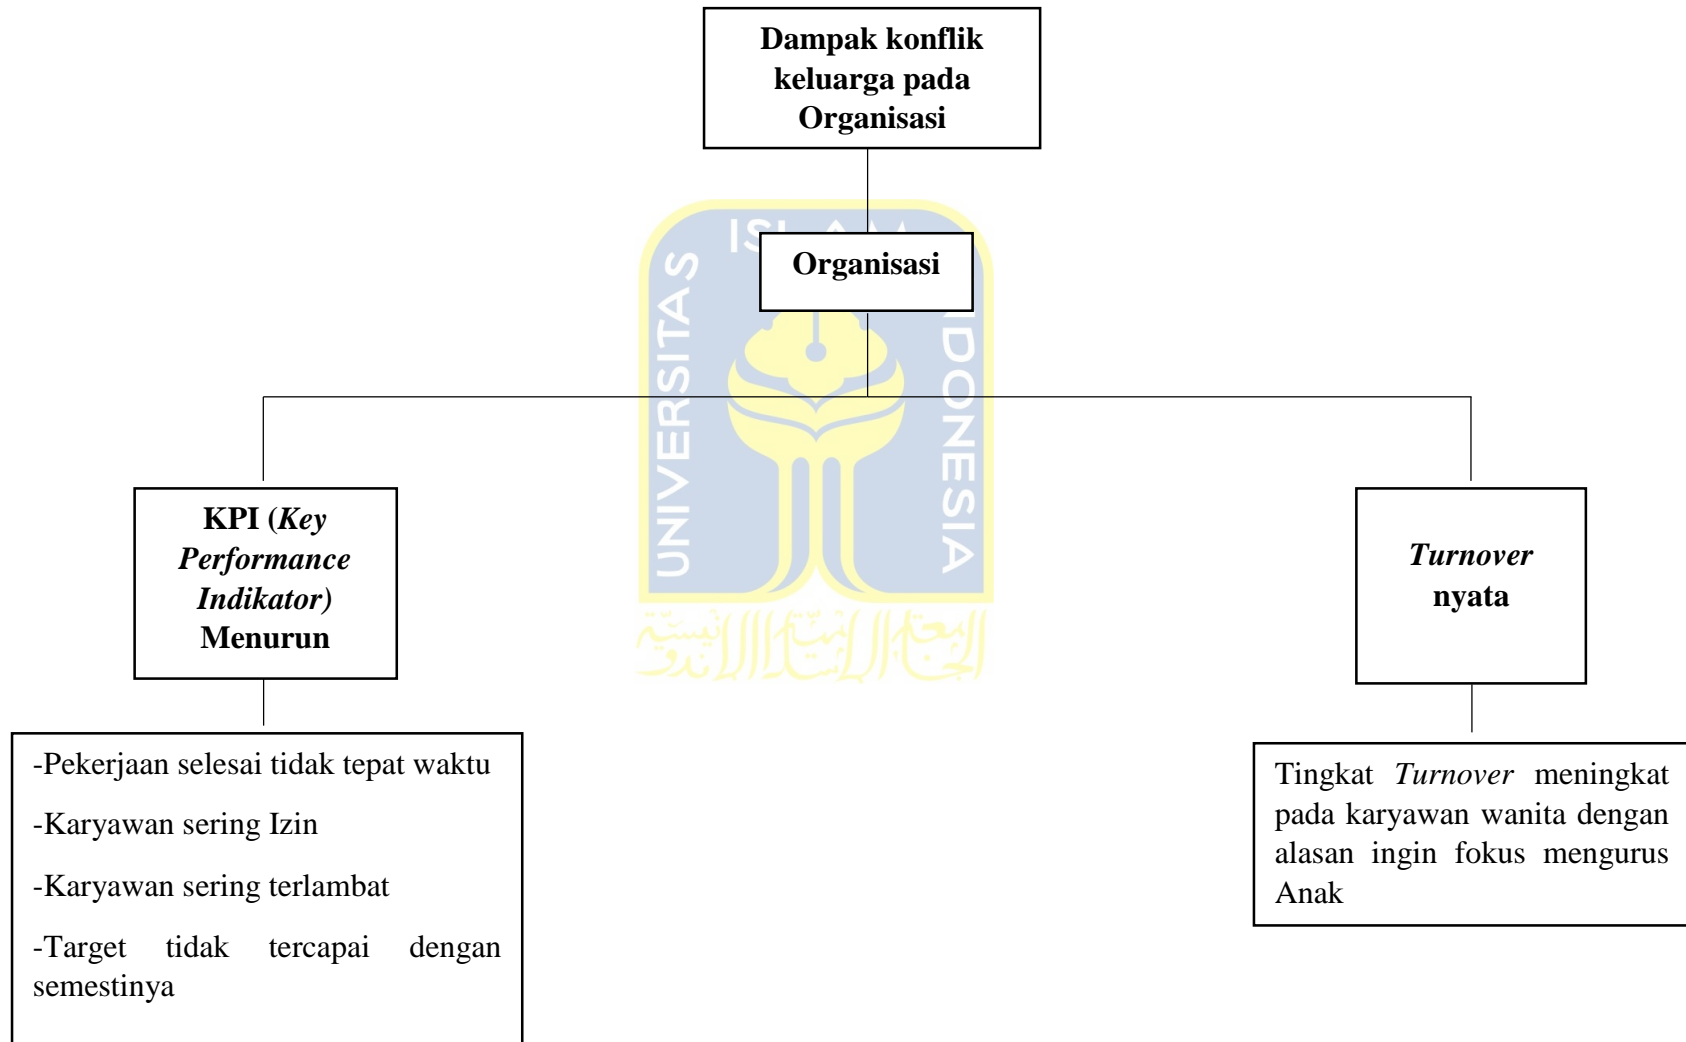 Dampak konflik
keluarga pada
Organisasi
Organisasi
UNIVERSITAS
INDONESIA
KPI (Key
Performance
Indikator)
Menurun
Turnover
nyata
-Pekerjaan selesai tidak tepat waktu
-Karyawan sering Izin
-Karyawan sering terlambat
-Target tidak tercapai dengan
semestinya
Tingkat Turnover meningkat
pada karyawan wanita dengan
alasan ingin fokus mengurus
Anak